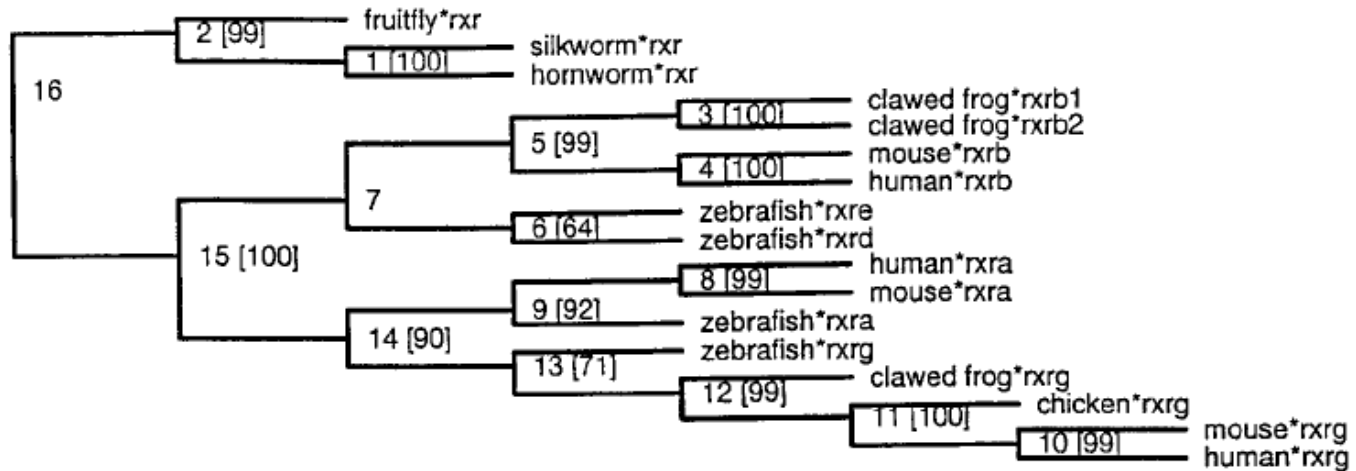 fruitfly*rxr
2 [99]
silkworm*rxr
1 [100]
hornworm*rxr
16
clawed frog*rxrb1
3 [100]
clawed frog*rxrb2
5 [99]
mouse*rxrb
4 [100]
human*rxrb
7
zebrafish*rxre
6 [64]
zebrafish*rxrd
15 [100]
human*rxra
8 [99]
mouse*rxra
9 [92]
zebrafish*rxra
14 [90]
zebrafish*rxrg
13 [71]
clawed frog*rxrg
12 [99]
chicken*rxrg
11 [100]
mouse*rxrg
10 [99]
human*rxrg